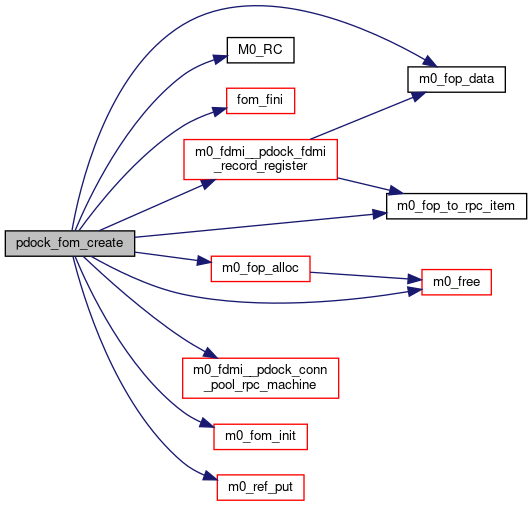 M0_RC
m0_fop_data
fom_fini
m0_fdmi__pdock_fdmi
_record_register
m0_fop_to_rpc_item
pdock_fom_create
m0_fop_alloc
m0_free
m0_fdmi__pdock_conn
_pool_rpc_machine
m0_fom_init
m0_ref_put